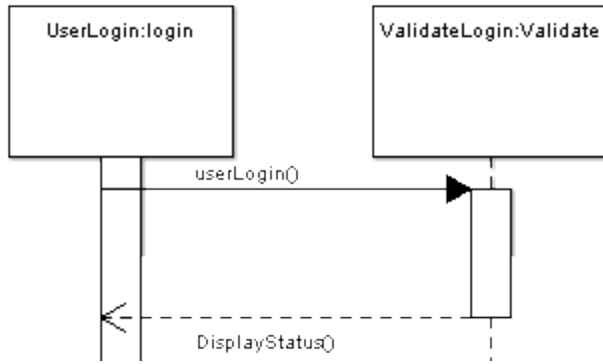 UserLogin:login
ValidateLogin:Validate
userLogin()
DisplayStatus()